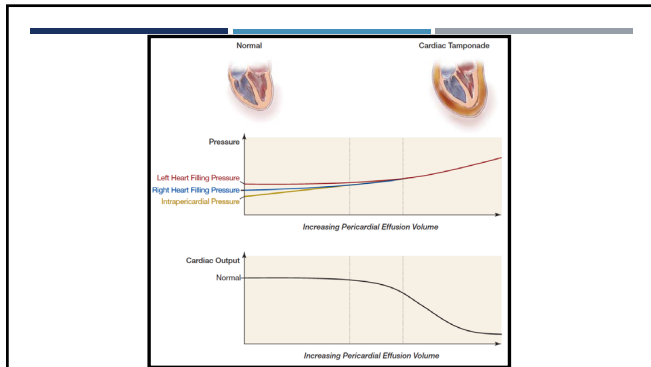 Normal
Cardiac Tamponade
Pressure
Left Heart Filling Pressure
Right Heart Filling Pressure
Intrapericardial Pressure
Increasing Pericardial Effusion Volume
Cardiac Output
Normal
Increasing Pericardial Effusion Volume